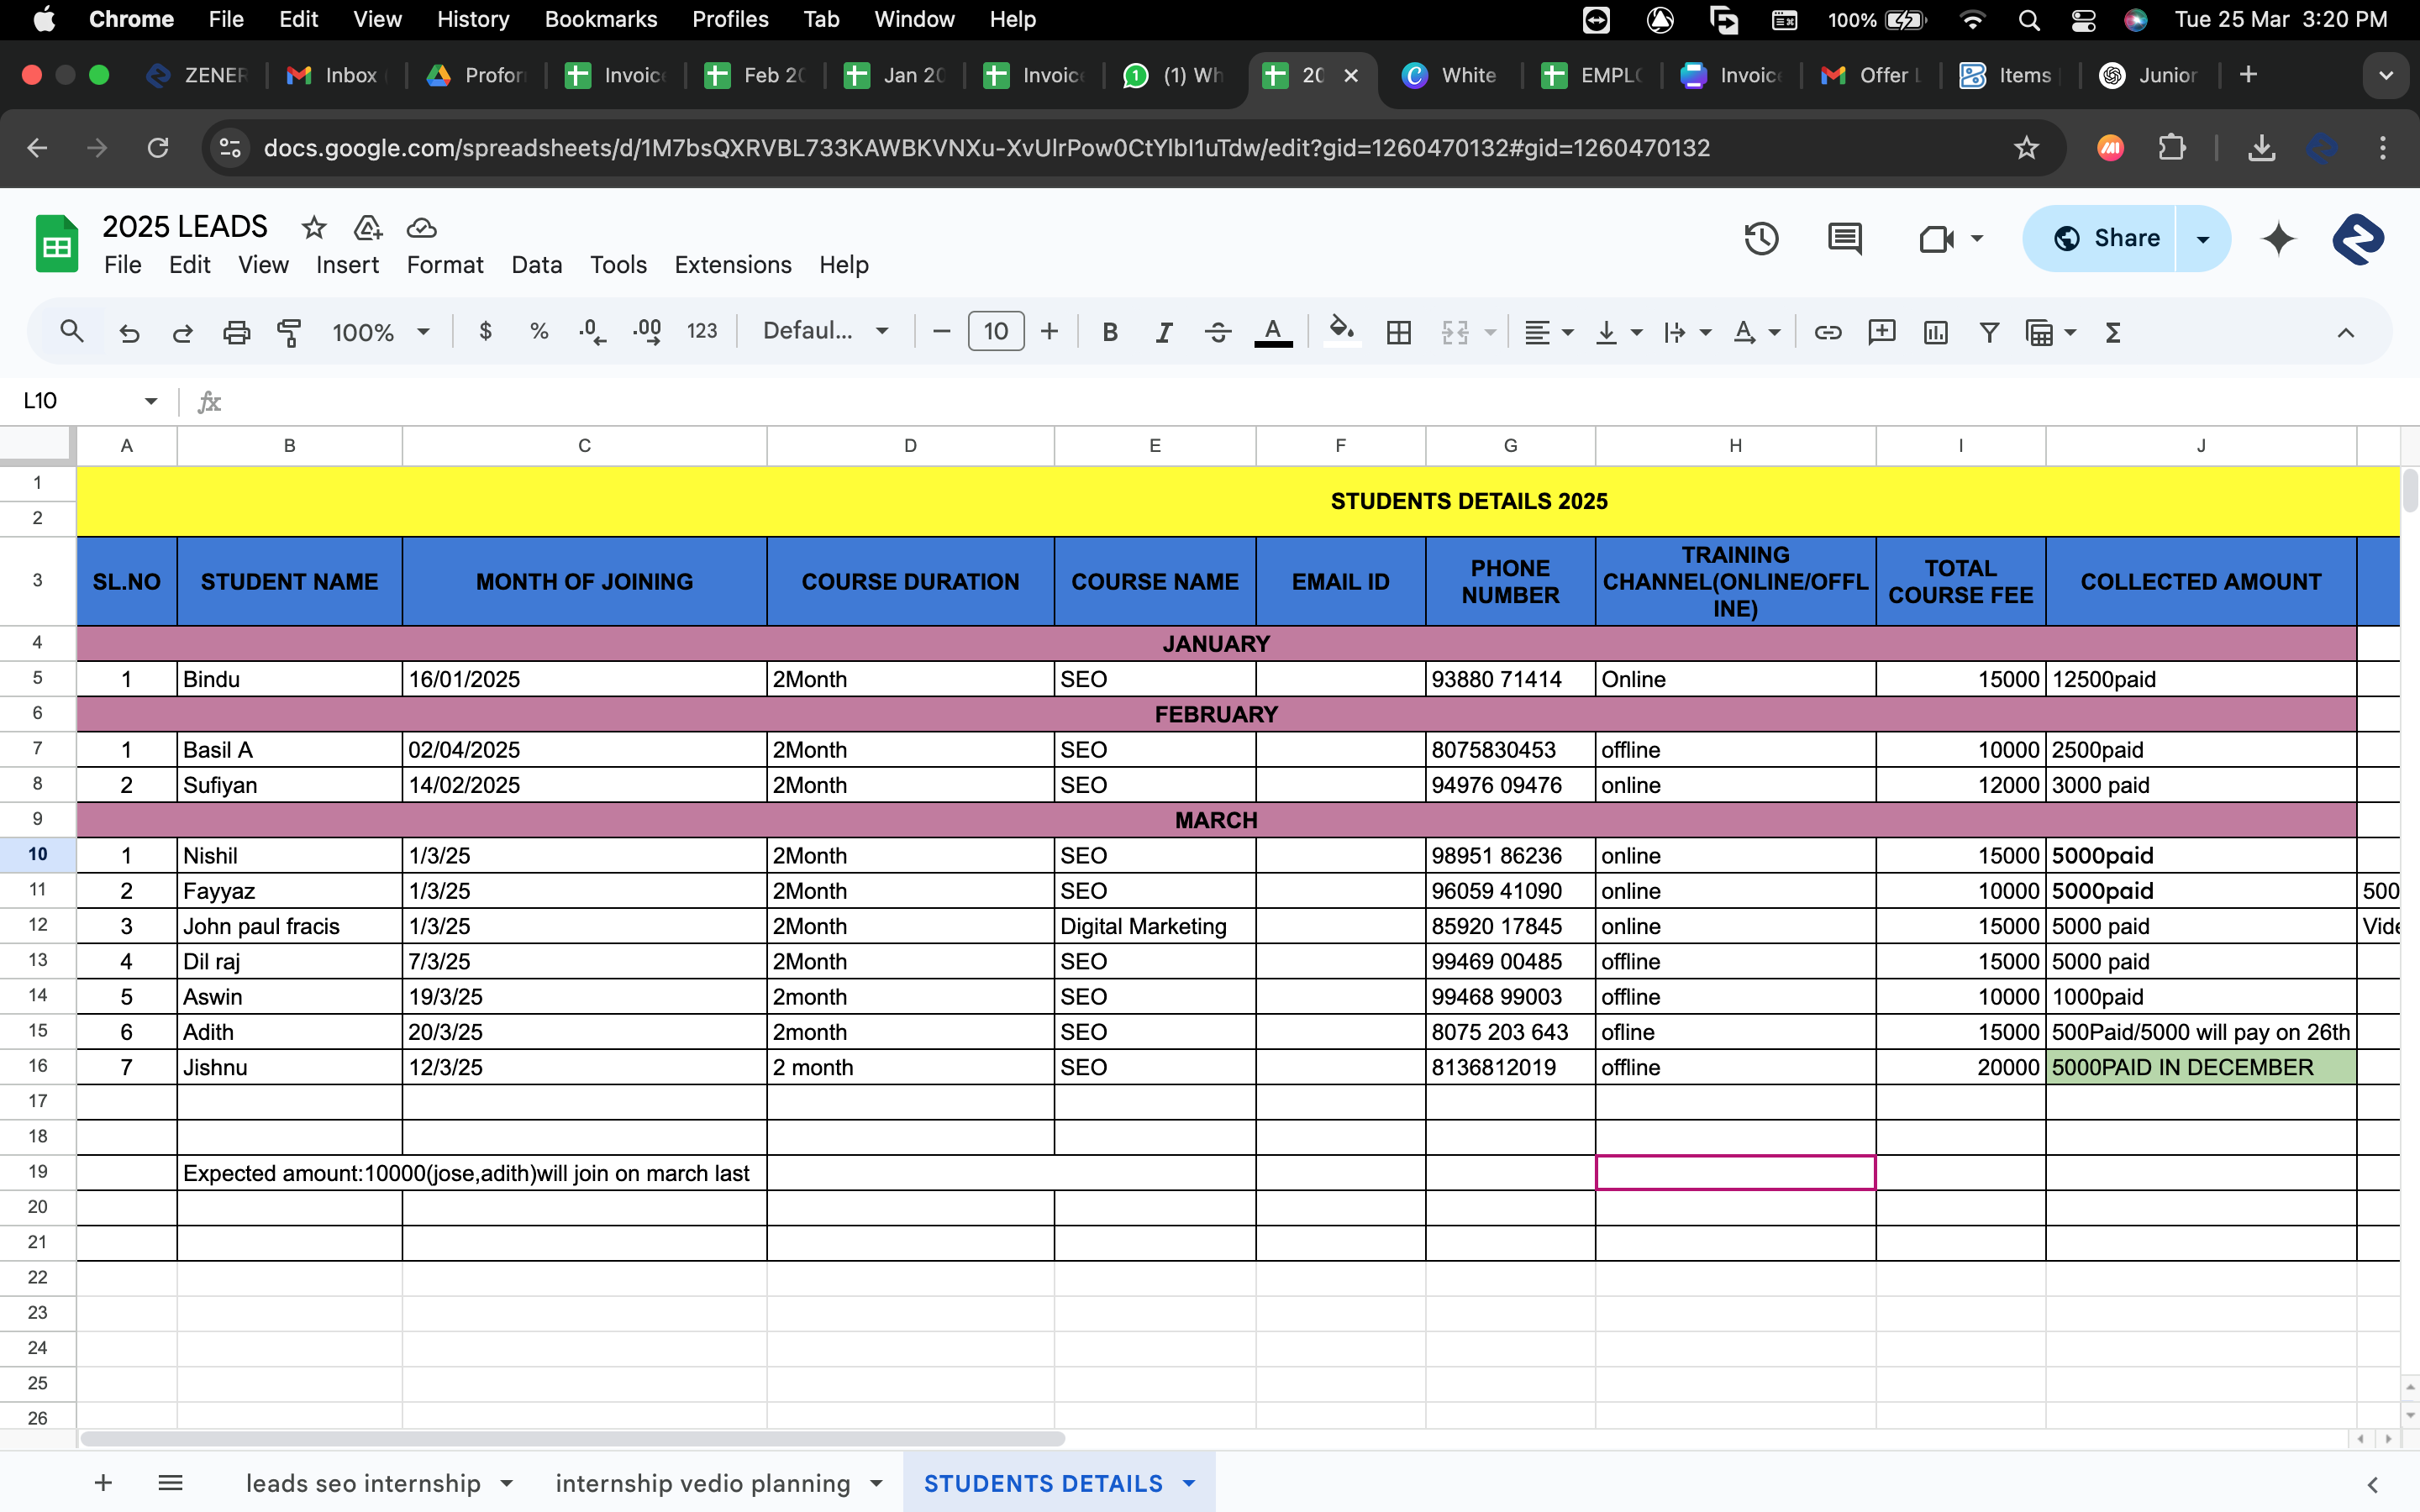 Chrome File Edit View History Bookmarks Profiles Tab Window Help 100% Tue 25 Mar 3:20 PM
ZENER Inbox Profor Invoic Feb 20 Jan 20 Invoic (1) Wh 20 White EMPL Invoic Offer L Items Junior
docs.google.com/spreadsheets/d/1M7bsQXRVBL733KAWBKVNXu-XvUlrPow0CtYlbl1uTdw/edit?gid=1260470132#gid=1260470132
2025 LEADS
File Edit View Insert Format Data Tools Extensions Help
Share
100% $ % .0 .00 123 Defaul... 10 B I A
L10 fx
A B C D E F G H I J
1 2 STUDENTS DETAILS 2025
3 SL.NO STUDENT NAME MONTH OF JOINING COURSE DURATION COURSE NAME EMAIL ID PHONE NUMBER TRAINING CHANNEL(ONLINE/OFFLINE) TOTAL COURSE FEE COLLECTED AMOUNT
4 JANUARY
5 1 Bindu 16/01/2025 2Month SEO 93880 71414 Online 15000 12500paid
6 FEBRUARY
7 1 Basil A 02/04/2025 2Month SEO 8075830453 offline 10000 2500paid
8 2 Sufiyan 14/02/2025 2Month SEO 94976 09476 online 12000 3000 paid
9 MARCH
10 1 Nishil 1/3/25 2Month SEO 98951 86236 online 15000 5000paid
11 2 Fayyaz 1/3/25 2Month SEO 96059 41090 online 10000 5000paid 500
12 3 John paul fracis 1/3/25 2Month Digital Marketing 85920 17845 online 15000 5000 paid Vide
13 4 Dil raj 7/3/25 2Month SEO 99469 00485 offline 15000 5000 paid
14 5 Aswin 19/3/25 2month SEO 99468 99003 offline 10000 1000paid
15 6 Adith 20/3/25 2month SEO 8075 203 643 ofline 15000 500Paid/5000 will pay on 26th
16 7 Jishnu 12/3/25 2 month SEO 8136812019 offline 20000 5000PAID IN DECEMBER
17
18
19 Expected amount:10000(jose,adith)will join on march last
20
21
22
23
24
25
26
leads seo internship internship vedio planning STUDENTS DETAILS